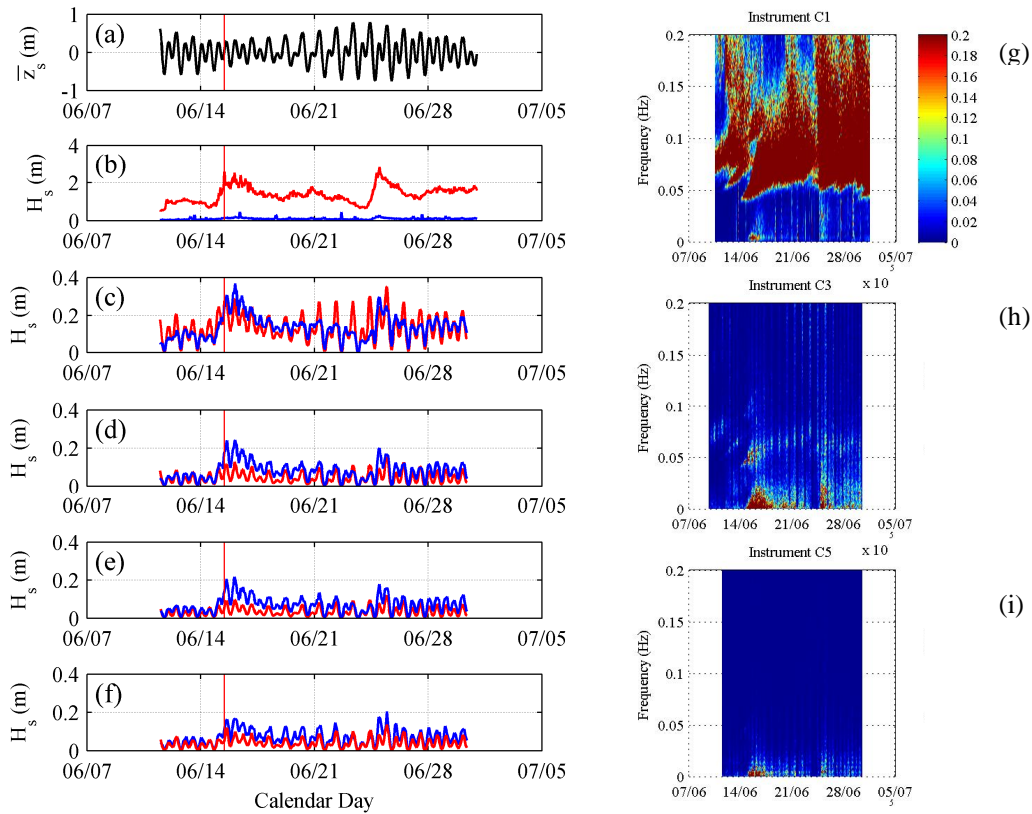 z̄s (m)
1
0
-1
(a)
06/07 06/14 06/21 06/28 07/05
Hs (m)
4
2
0
(b)
06/07 06/14 06/21 06/28 07/05
Hs (m)
0.4
0.2
0
(c)
06/07 06/14 06/21 06/28 07/05
Hs (m)
0.4
0.2
0
(d)
06/07 06/14 06/21 06/28 07/05
Hs (m)
0.4
0.2
0
(e)
06/07 06/14 06/21 06/28 07/05
Hs (m)
0.4
0.2
0
(f)
06/07 06/14 06/21 06/28 07/05
Calendar Day
Instrument C1
(g)
Frequency (Hz)
0.2
0.15
0.1
0.05
0
07/06 14/06 21/06 28/06 05/07
0.2
0.18
0.16
0.14
0.12
0.1
0.08
0.06
0.04
0.02
0
5
x 10
Instrument C3
(h)
Frequency (Hz)
0.2
0.15
0.1
0.05
0
07/06 14/06 21/06 28/06 05/07
5
x 10
Instrument C5
(i)
Frequency (Hz)
0.2
0.15
0.1
0.05
0
07/06 14/06 21/06 28/06 05/07
5